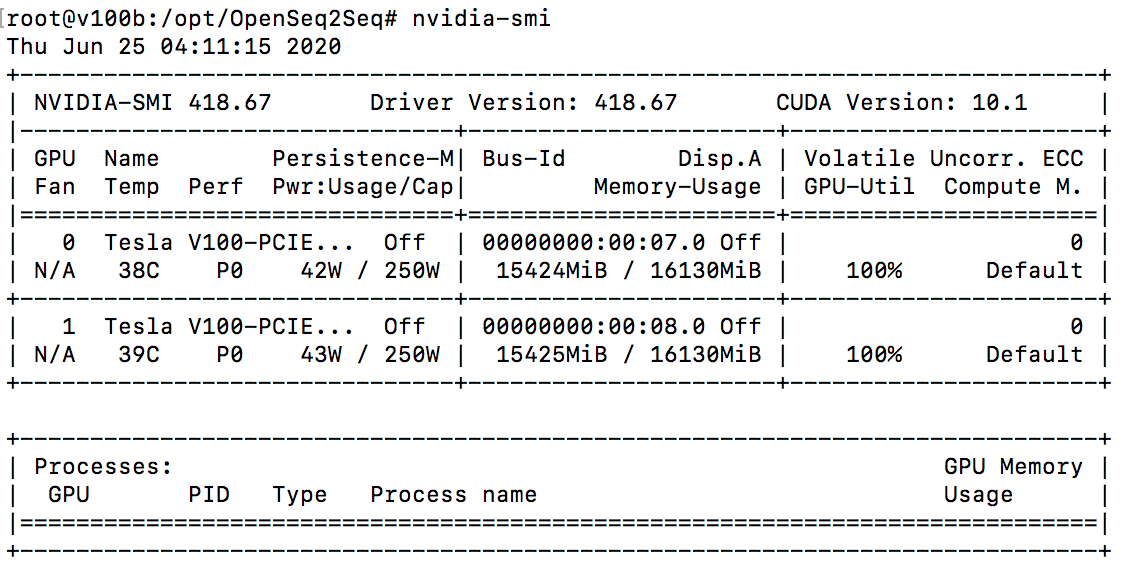 root@v100b:/opt/OpenSeq2Seq# nvidia-smi
Thu Jun 25 04:11:15 2020
+-----------------------------------------------------------------------------+
| NVIDIA-SMI 418.67       Driver Version: 418.67       CUDA Version: 10.1     |
|-------------------------------+----------------------+----------------------+
| GPU  Name        Persistence-M| Bus-Id        Disp.A | Volatile Uncorr. ECC |
| Fan  Temp  Perf  Pwr:Usage/Cap|         Memory-Usage | GPU-Util  Compute M. |
|===============================+======================+======================|
|   0  Tesla V100-PCIE...  Off  | 00000000:00:07.0 Off |                    0 |
| N/A   38C    P0    42W / 250W |  15424MiB / 16130MiB |    100%      Default |
+-------------------------------+----------------------+----------------------+
|   1  Tesla V100-PCIE...  Off  | 00000000:00:08.0 Off |                    0 |
| N/A   39C    P0    43W / 250W |  15425MiB / 16130MiB |    100%      Default |
+-------------------------------+----------------------+----------------------+

+-----------------------------------------------------------------------------+
| Processes:                                                       GPU Memory |
|  GPU       PID   Type   Process name                             Usage      |
|=============================================================================|
+-----------------------------------------------------------------------------+